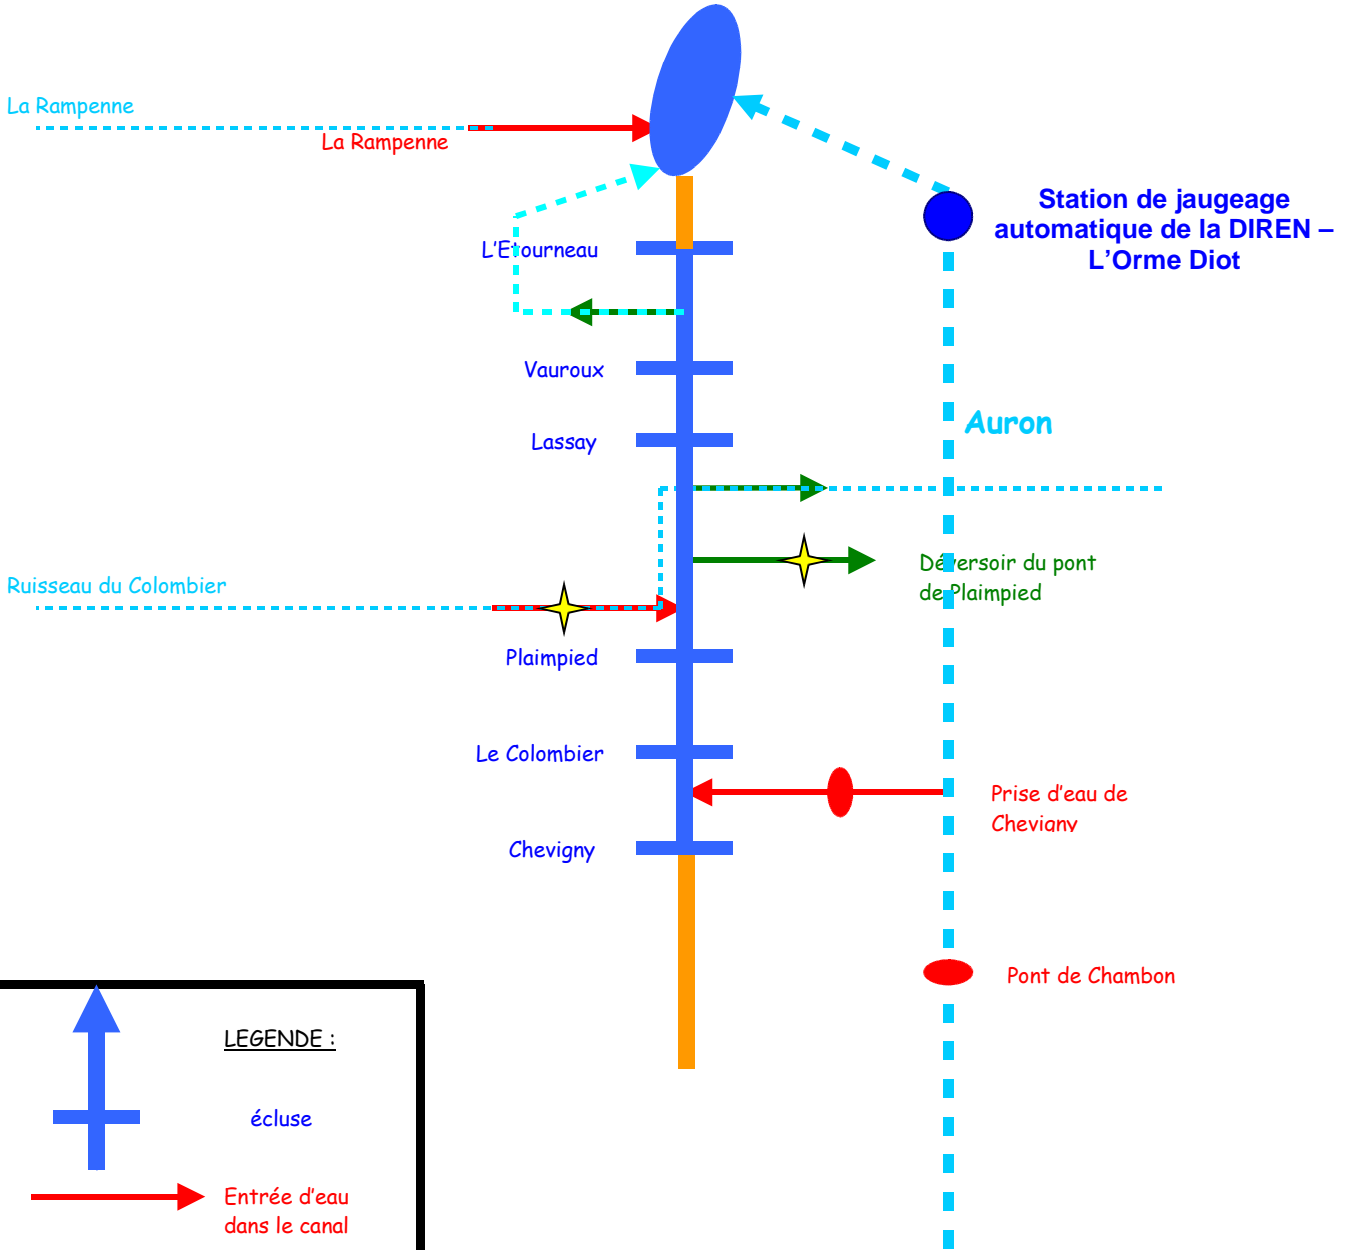 La Rampenne
La Rampenne
Station de jaugeage
automatique de la DIREN –
L'Orme Diot
L'Etourneau
Vauroux
Auron
Lassay
Déversoir du pont
de Plaimpied
Ruisseau du Colombier
Plaimpied
Le Colombier
Prise d'eau de
Chevigny
Chevigny
Pont de Chambon
LEGENDE :
écluse
Entrée d'eau
dans le canal